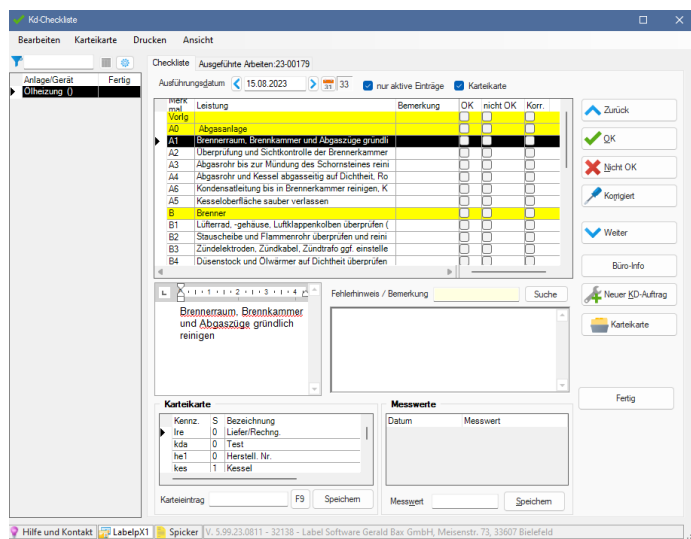 Kd-Checkliste
Bearbeiten Karteikarte Drucken Ansicht
Checkliste Ausgeführte Arbeiten:23-00179
Anlage/Gerät Fertig
Ölheizung ()
Ausführungsdatum 15.08.2023 31 33 nur aktive Einträge Karteikarte
Merkmal Leistung Bemerkung OK nicht OK Korr.
Vorlg
A0 Abgasanlage
A1 Brennerraum, Brennkammer und Abgaszüge gründli
A2 Überprüfung und Sichtkontrolle der Brennerkammer
A3 Abgasrohr bis zur Mündung des Schornsteines reini
A4 Abgasrohr und Kessel abgasseitig auf Dichtheit, Ro
A6 Kondensatleitung bis in Brennerkammer reinigen, K
A5 Kesseloberfläche sauber verlassen
B Brenner
B1 Lüfterrad, -gehäuse, Luftklappenkolben überprüfen (
B2 Stauscheibe und Flammenrohr überprüfen und reini
B3 Zündelektroden, Zündkabel, Zündtrafo ggf. einstelle
B4 Düsenstock und Ölwärmer auf Dichtheit überprüfen
Zurück
OK
Nicht OK
Korrigiert
Weiter
Büro-Info
Neuer KD-Auftrag
Karteikarte
Fertig
L 1 2 3 4
Brennerraum, Brennkammer
und Abgaszüge gründlich
reinigen
Fehlerhinweis / Bemerkung Suche
Karteikarte
Kennz. S Bezeichnung
lre 0 Liefer/Rechng.
kda 0 Test
he1 0 Herstell. Nr.
kes 1 Kessel
Karteieintrag F9 Speichern
Messwerte
Datum Messwert
Messwert Speichern
Hilfe und Kontakt LabelpX1 Spicker V. 5.99.23.0811 - 32138 - Label Software Gerald Bax GmbH, Meisenstr. 73, 33607 Bielefeld